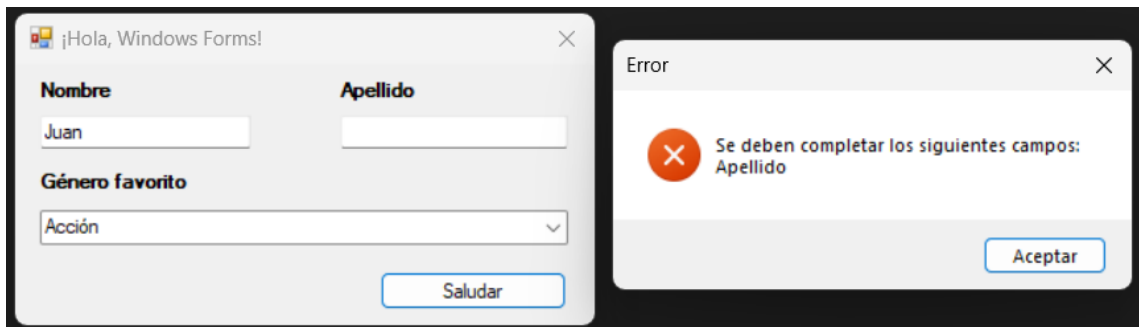 ¡Hola, Windows Forms!
Nombre Apellido
Juan
Género favorito
Acción
Saludar
Error
Se deben completar los siguientes campos:
Apellido
Aceptar